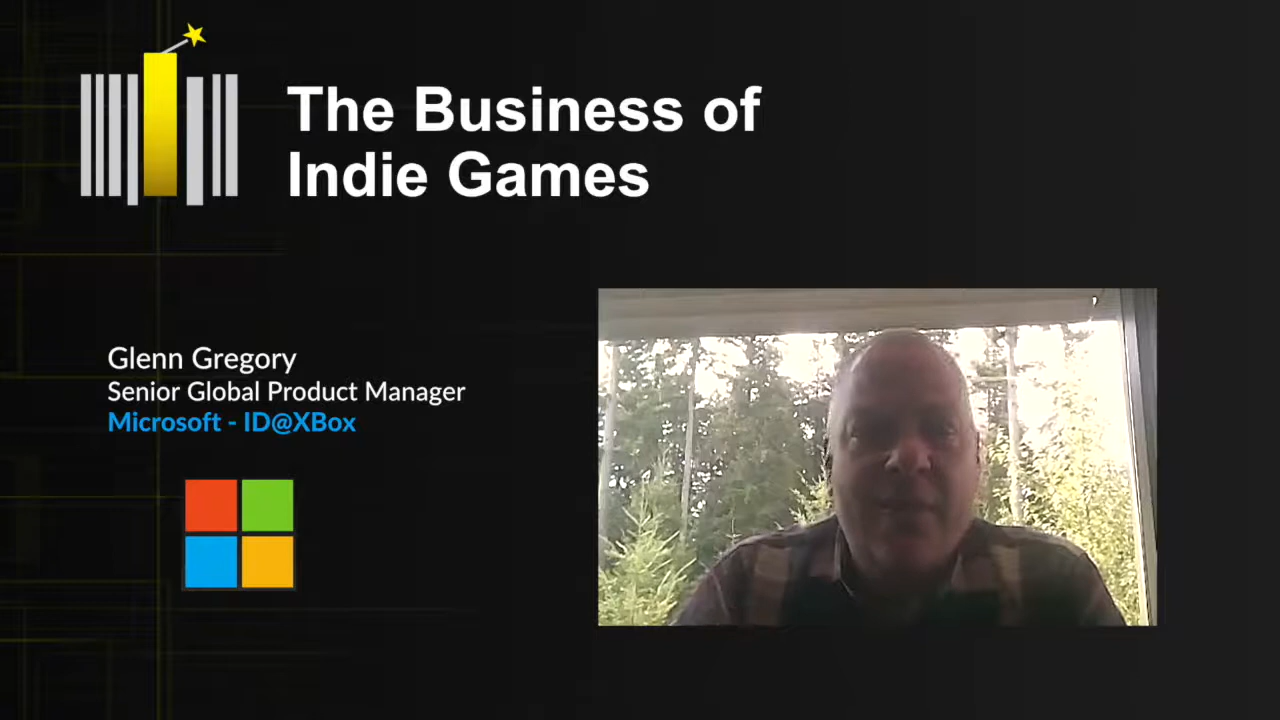 The Business of
Indie Games
Glenn Gregory
Senior Global Product Manager
Microsoft - ID@XBox